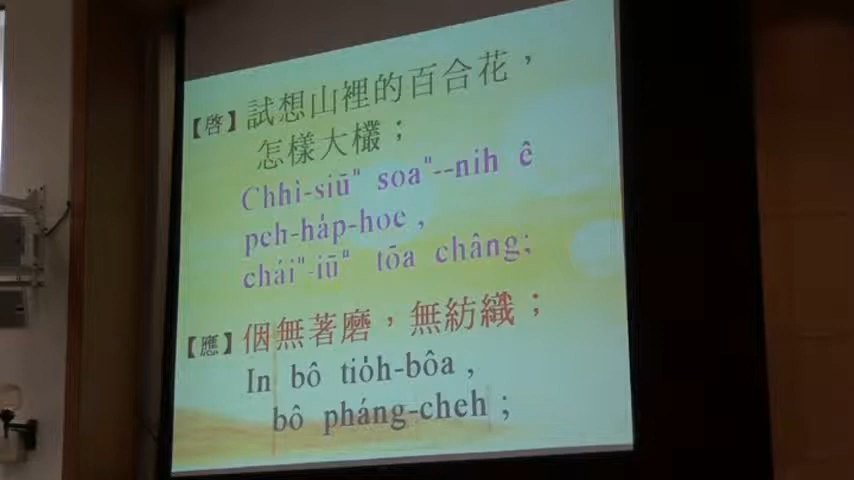 【啓】試想山裡的百合花，
怎樣大欉；
Chhì-siūⁿ soaⁿ--nih ê
peh-ha̍p-hoe,
cháiⁿ-iūⁿ tōa châng;
【應】個無著磨，無紡織；
In bô tio̍h-bôa,
bô pháng-cheh;